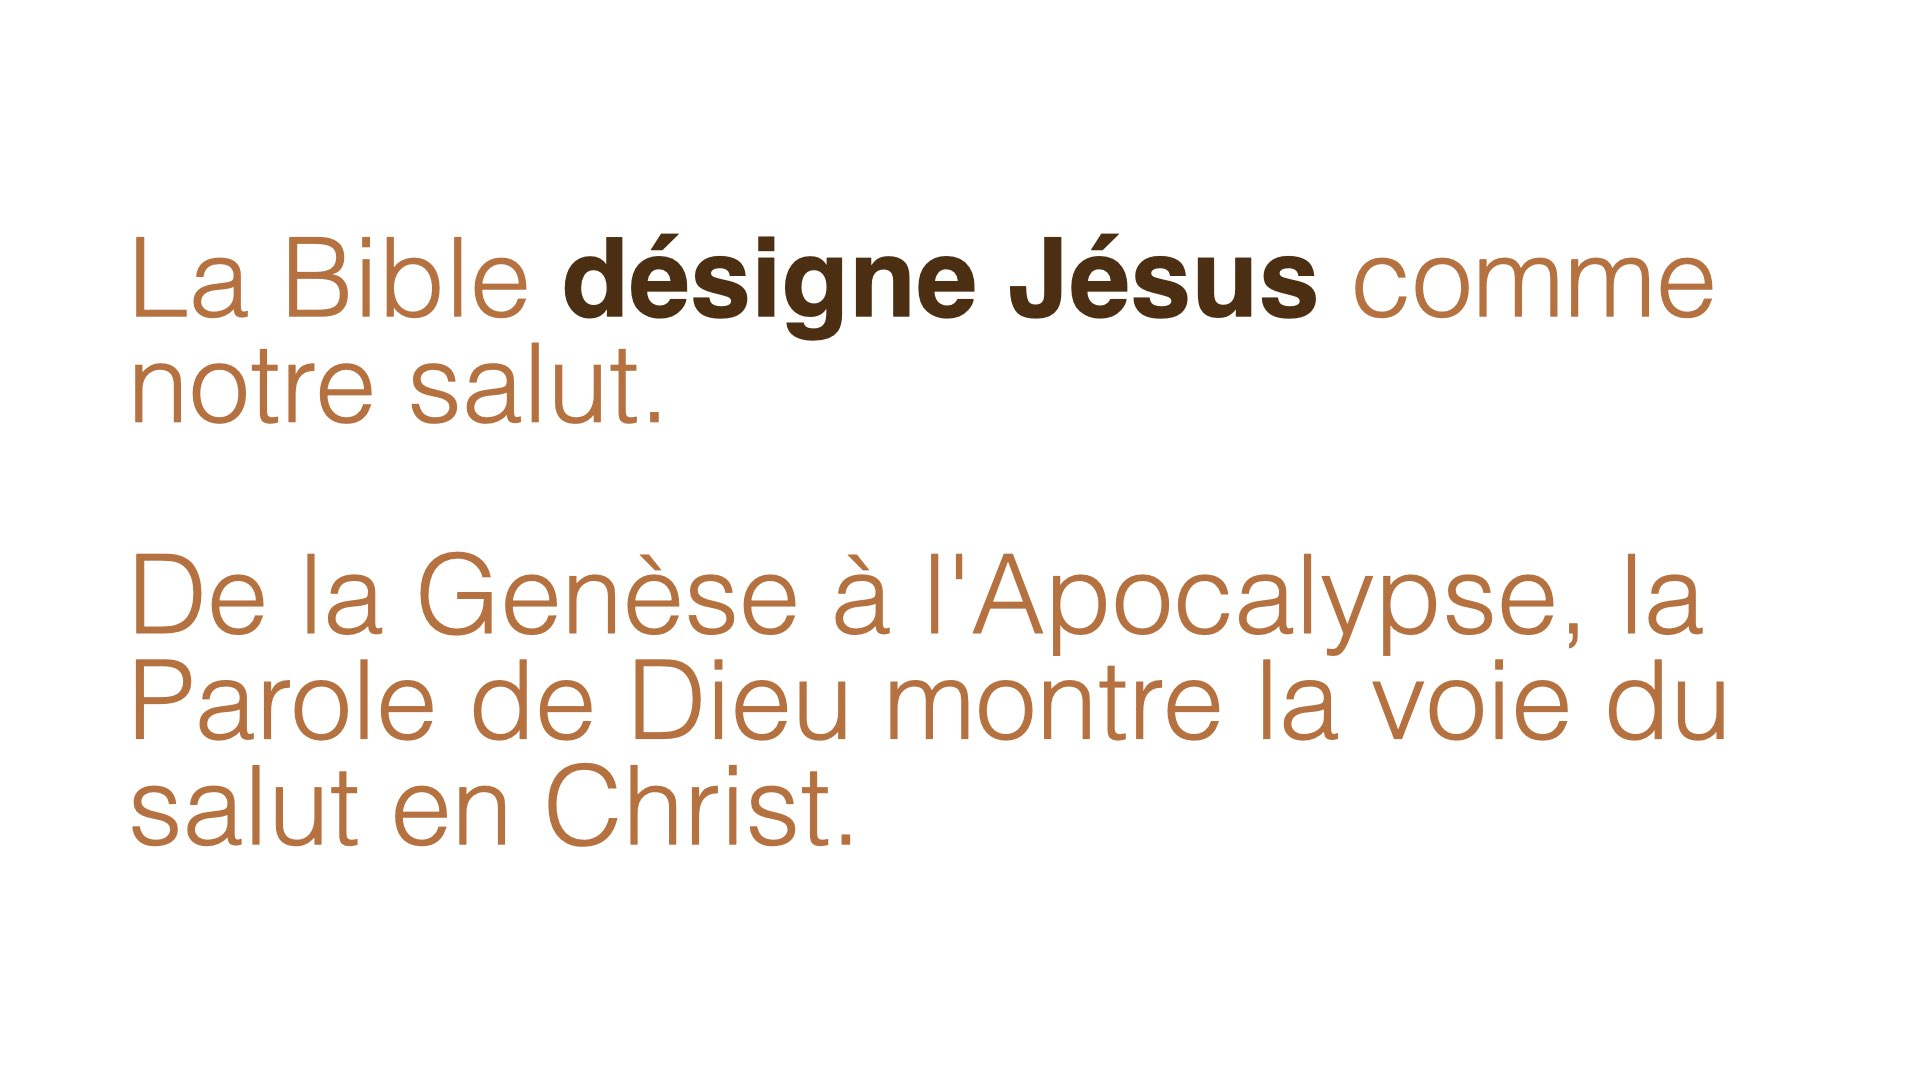 La Bible désigne Jésus comme
notre salut.
De la Genèse à l'Apocalypse, la
Parole de Dieu montre la voie du
salut en Christ.